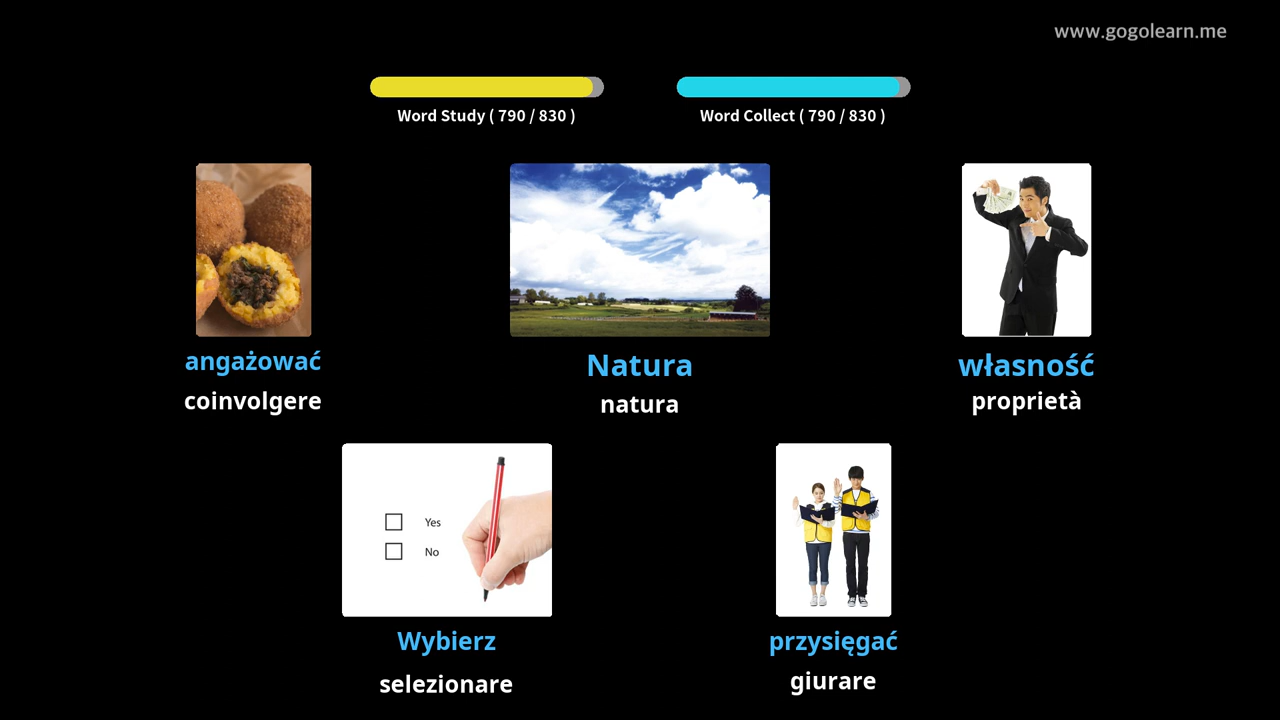 www.gogolearn.me
Word Study ( 790 / 830 )
Word Collect ( 790 / 830 )
angażować
coinvolgere
Natura
natura
własność
proprietà
Yes
No
Wybierz
selezionare
przysięgać
giurare